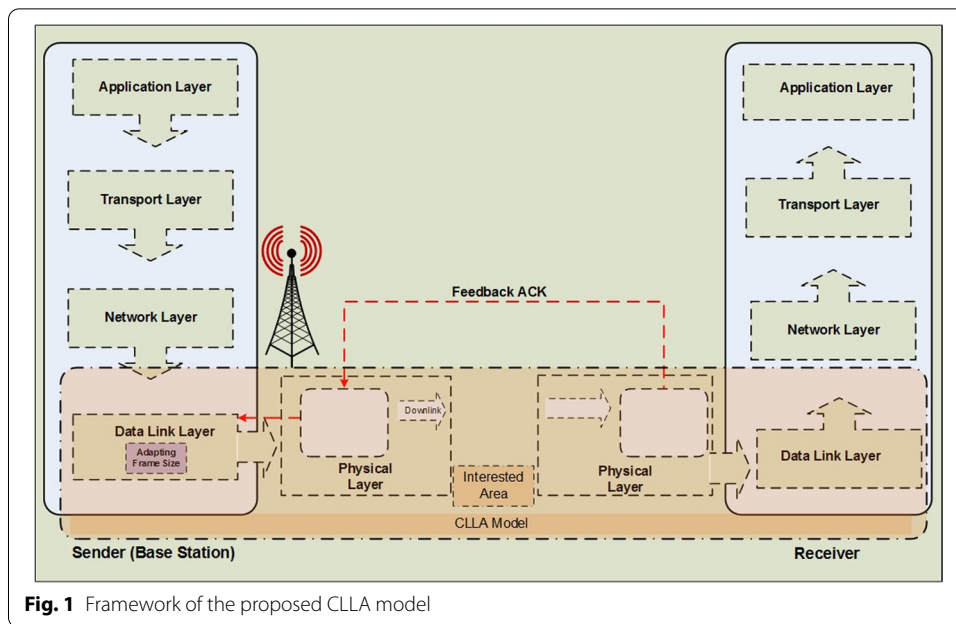 Application Layer
Transport Layer
Network Layer
Data Link Layer
Adapting
Frame Size
Sender (Base Station)
Feedback ACK
Downlink
Physical
Layer
Interested
Area
CLLA Model
Physical
Layer
Application Layer
Transport Layer
Network Layer
Data Link Layer
Receiver
Fig. 1 Framework of the proposed CLLA model